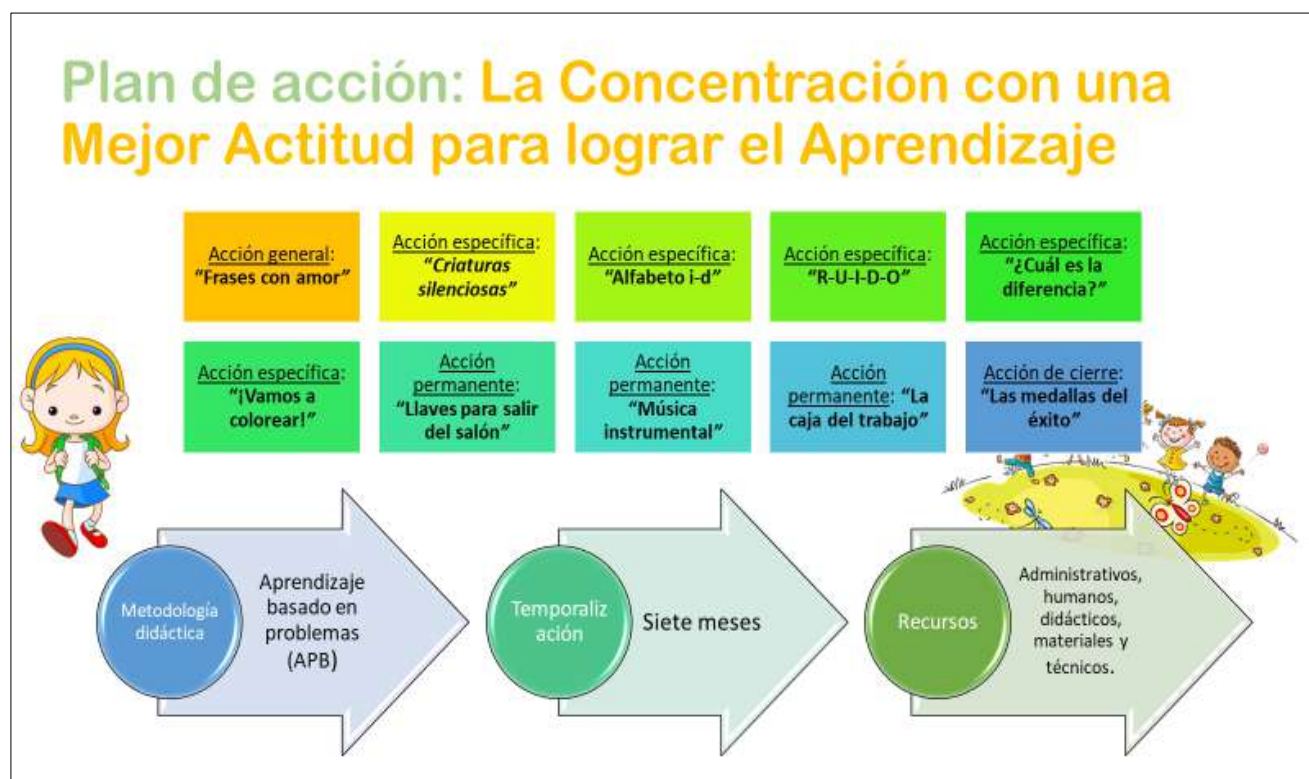 Plan de acción: La Concentración con una
Mejor Actitud para lograr el Aprendizaje
Acción general:
“Frases con amor”
Acción específica:
“Criaturas
silenciosas”
Acción específica:
“Alfabeto i-d”
Acción específica:
“R-U-I-D-O”
Acción específica:
“¿Cuál es la
diferencia?”
Acción específica:
“¡Vamos a
colorear!”
Acción
permanente:
“Llaves para salir
del salón”
Acción
permanente:
“Música
instrumental”
Acción
permanente: “La
caja del trabajo”
Acción de cierre:
“Las medallas del
éxito”
Metodología
didáctica
Aprendizaje
basado en
problemas
(APB)
Temporaliz
ación
Siete meses
Recursos
Administrativos,
humanos,
didácticos,
materiales y
técnicos.